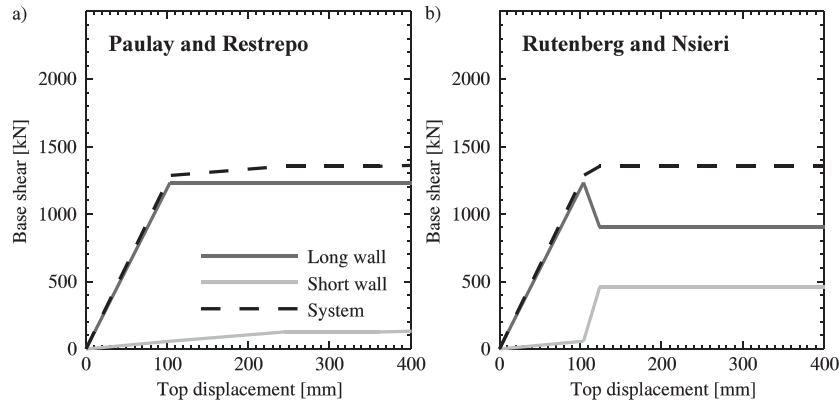 a)
Paulay and Restrepo
2000
1500
1000
500
0
Base shear [kN]
Long wall
Short wall
System
0 100 200 300 400
Top displacement [mm]
b)
Rutenberg and Nsieri
2000
1500
1000
500
0
Base shear [kN]
0 100 200 300 400
Top displacement [mm]